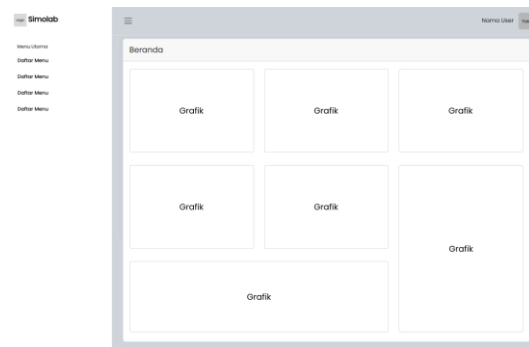 Simolab
Menu Utama
Daftar Menu
Daftar Menu
Daftar Menu
Daftar Menu
Nama User
Beranda
Grafik
Grafik
Grafik
Grafik
Grafik
Grafik
Grafik